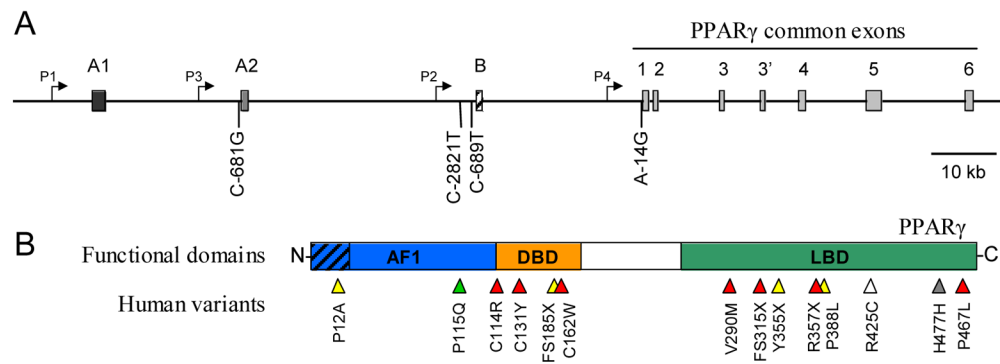 A
PPARγ common exons
P1 A1 P3 A2 P2 B P4 1 2 3 3' 4 5 6
C-681G
C-2821T
C-689T
A-14G
10 kb
B
PPARγ
Functional domains N AF1 DBD LBD C
Human variants
P12A
P115Q
C114R
C131Y
FS185X
C162W
V290M
FS315X
Y355X
R357X
P388L
R425C
H477H
P467L